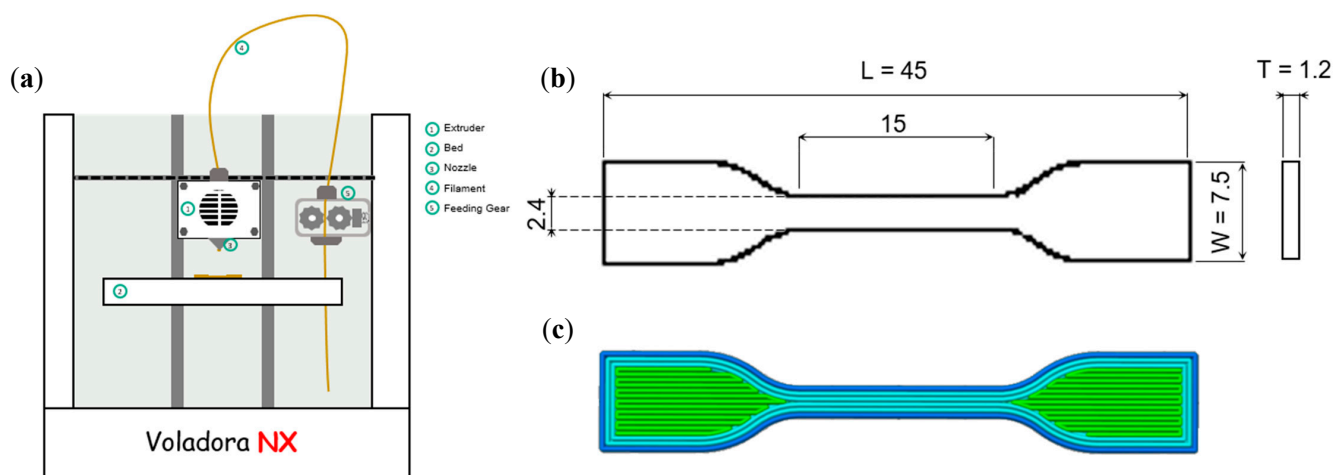 (a)
4
1 Extruder
2 Bed
3 Nozzle
4 Filament
5 Feeding Gear
1
5
3
2
Voladora NX
(b)
L = 45
T = 1.2
15
2.4
W = 7.5
(c)